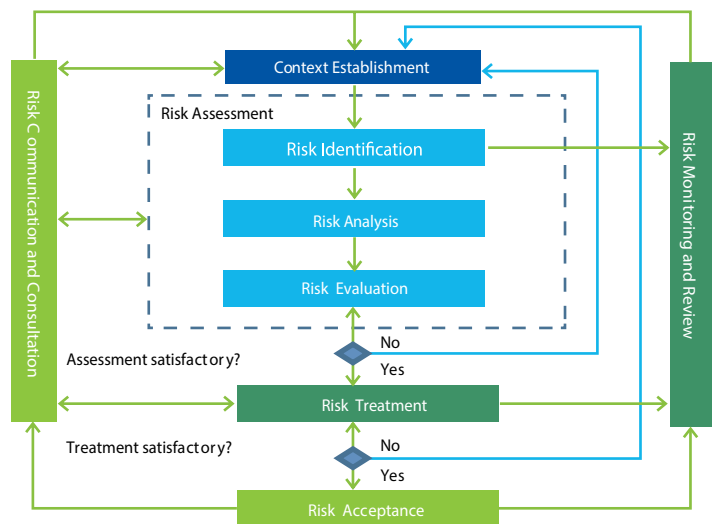 Context Establishment
Risk Assessment
Risk Identification
Risk Analysis
Risk Evaluation
Risk Communication and Consultation
Risk Monitoring and Review
Assessment satisfactory?
No
Yes
Risk Treatment
Treatment satisfactory?
No
Yes
Risk Acceptance